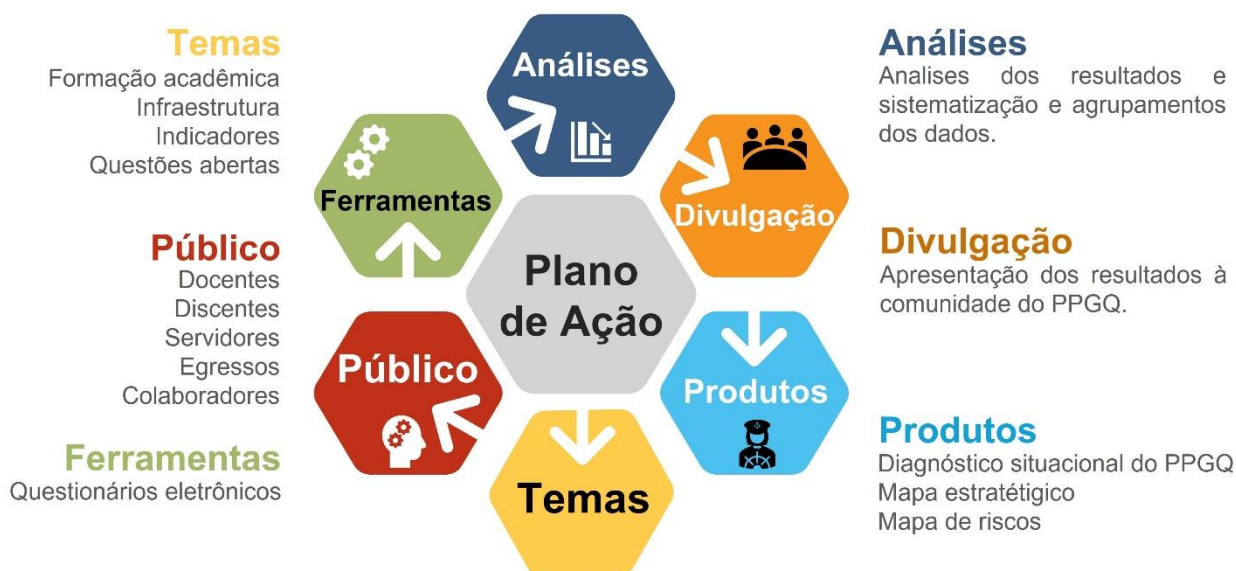 Temas
Formação acadêmica
Infraestrutura
Indicadores
Questões abertas
Público
Docentes
Discentes
Servidores
Egressos
Colaboradores
Ferramentas
Questionários eletrônicos
Análises
Ferramentas
Divulgação
Plano
de Ação
Público
Produtos
Temas
Análises
Analises dos resultados e
sistematização e agrupamentos
dos dados.
Divulgação
Apresentação dos resultados à
comunidade do PPGQ.
Produtos
Diagnóstico situacional do PPGQ
Mapa estratétigico
Mapa de riscos